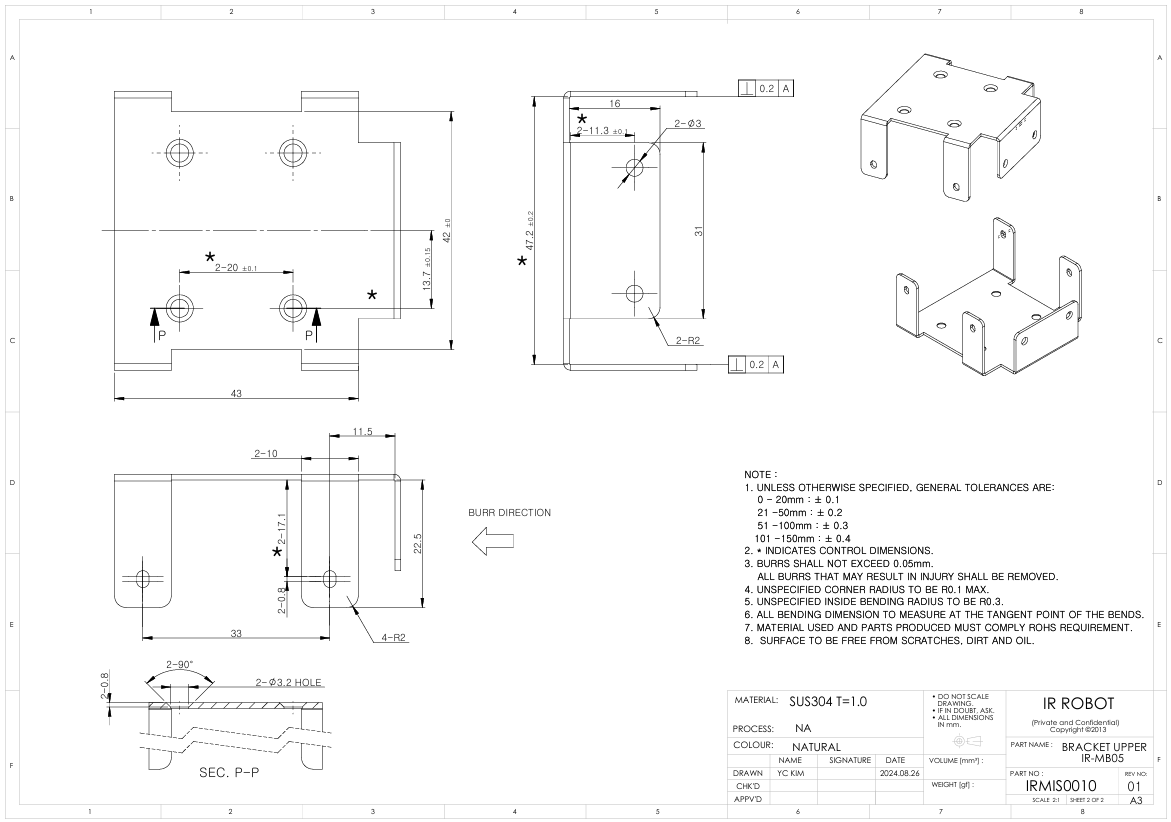 1 2 3 4 5 6 7 8
A A
B B
C C
D D
E E
F F
⊥ 0.2 A
16
*
2-11.3 ±0.1
2-Ø3
42 ±0
13.7 ±0.15
*
2-20 ±0.1
*
P P
* 47.2 ±0.2
31
2-R2
⊥ 0.2 A
43
11.5
2-10
* 2-17.1
22.5
2-0.8
33
4-R2
BURR DIRECTION
2-90°
2-0.8
2-Ø3.2 HOLE
SEC. P-P
NOTE :
1. UNLESS OTHERWISE SPECIFIED, GENERAL TOLERANCES ARE:
0 - 20mm : ± 0.1
21 -50mm : ± 0.2
51 -100mm : ± 0.3
101 -150mm : ± 0.4
2. * INDICATES CONTROL DIMENSIONS.
3. BURRS SHALL NOT EXCEED 0.05mm.
ALL BURRS THAT MAY RESULT IN INJURY SHALL BE REMOVED.
4. UNSPECIFIED CORNER RADIUS TO BE R0.1 MAX.
5. UNSPECIFIED INSIDE BENDING RADIUS TO BE R0.3.
6. ALL BENDING DIMENSION TO MEASURE AT THE TANGENT POINT OF THE BENDS.
7. MATERIAL USED AND PARTS PRODUCED MUST COMPLY ROHS REQUIREMENT.
8. SURFACE TO BE FREE FROM SCRATCHES, DIRT AND OIL.
MATERIAL: SUS304 T=1.0
PROCESS: NA
COLOUR: NATURAL
NAME SIGNATURE DATE
DRAWN YC KIM 2024.08.26
CHK'D
APPV'D
• DO NOT SCALE
DRAWING.
• IF IN DOUBT, ASK.
• ALL DIMENSIONS
IN mm.
VOLUME (mm³) :
WEIGHT (gf) :
IR ROBOT
(Private and Confidential)
Copyright ©2013
PART NAME : BRACKET UPPER
IR-MB05
PART NO : REV NO:
IRMIS0010 01
SCALE 2:1 SHEET 2 OF 2 A3
1 2 3 4 5 6 7 8